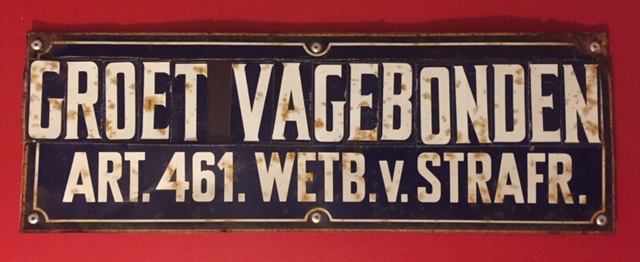 GROET VAGEBONDEN
ART. 461. WETB. v. STRAFR.